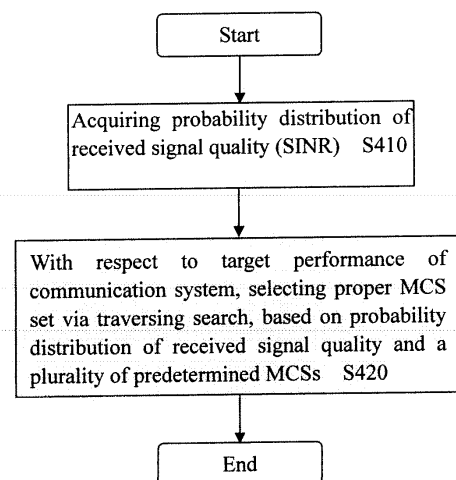 Start
Acquiring probability distribution of
received signal quality (SINR) S410
With respect to target performance of
communication system, selecting proper MCS
set via traversing search, based on probability
distribution of received signal quality and a
plurality of predetermined MCSs S420
End